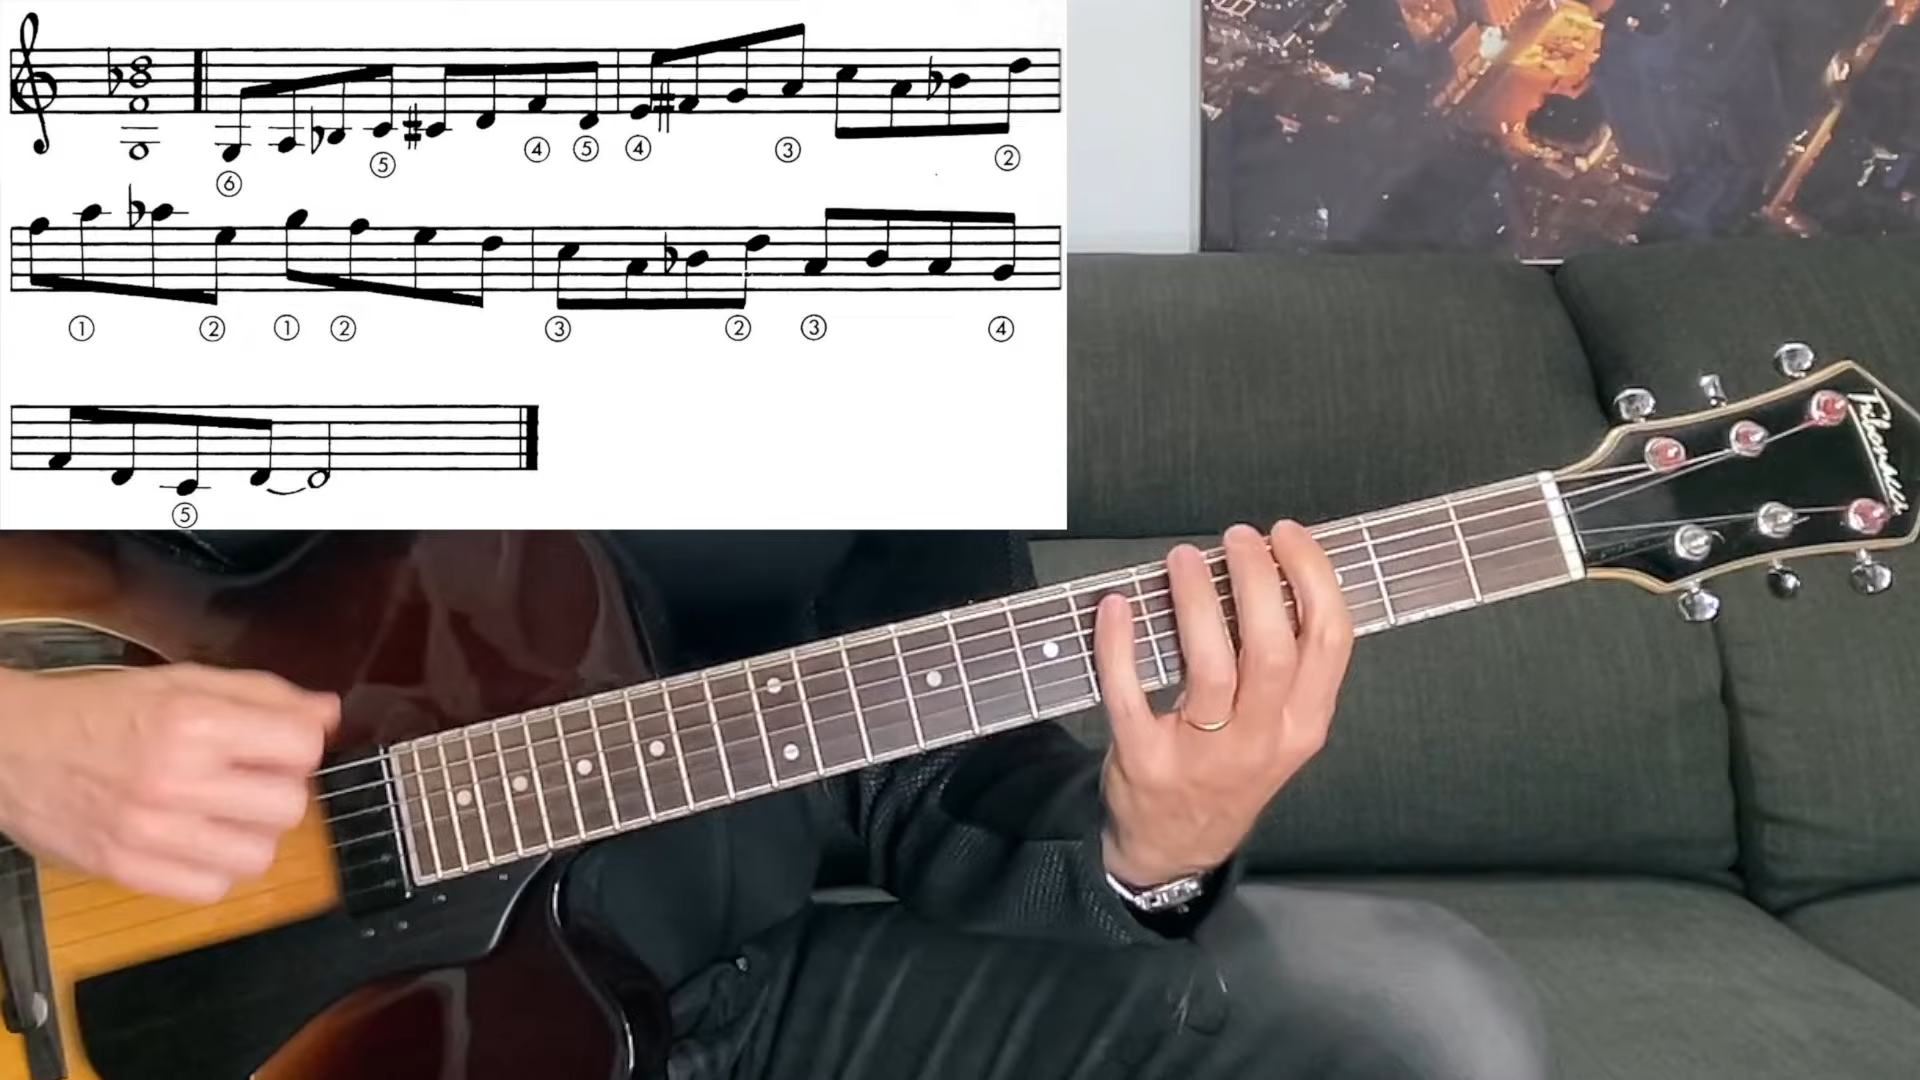 ⑥ ⑤ ④ ⑤ ④ ③ ②
① ② ① ② ③ ② ③ ④
⑤